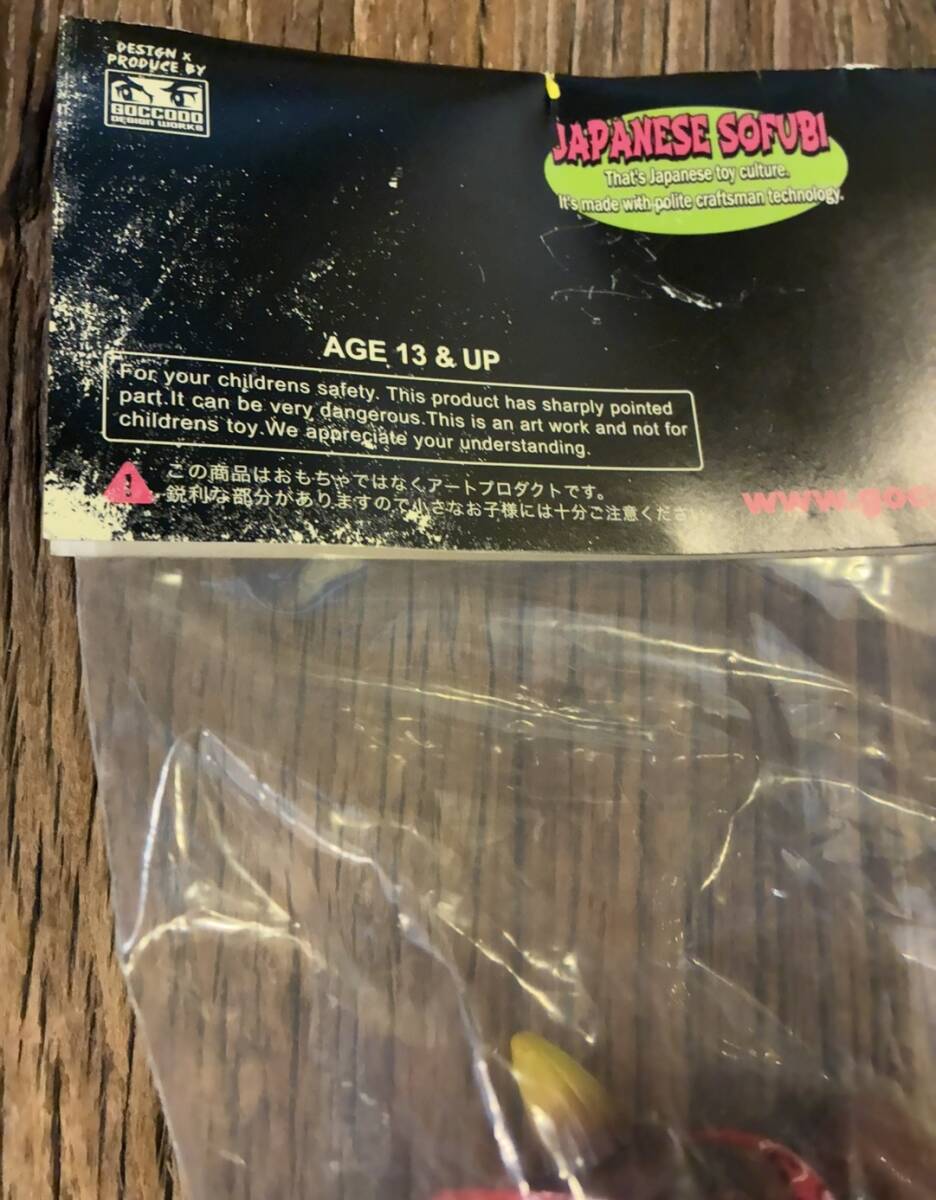 DESIGN x
PRODUCE BY
GOCCODO
DESIGN WORKS
JAPANESE SOFUBI
That's Japanese toy culture.
It's made with polite craftsman technology.
AGE 13 & UP
For your childrens safety. This product has sharply pointed
part.It can be very dangerous.This is an art work and not for
childrens toy.We appreciate your understanding.
この商品はおもちゃではなくアートプロダクトです。
鋭利な部分がありますので小さなお子様には十分ご注意くださ
www.goc